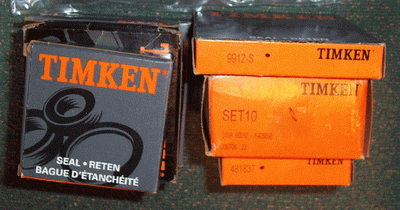 TIMKEN
SEAL • RETEN
BAGUE D'ÉTANCHÉITÉ
9912-S TIMKEN
SET10
TIMKEN
TIMKEN